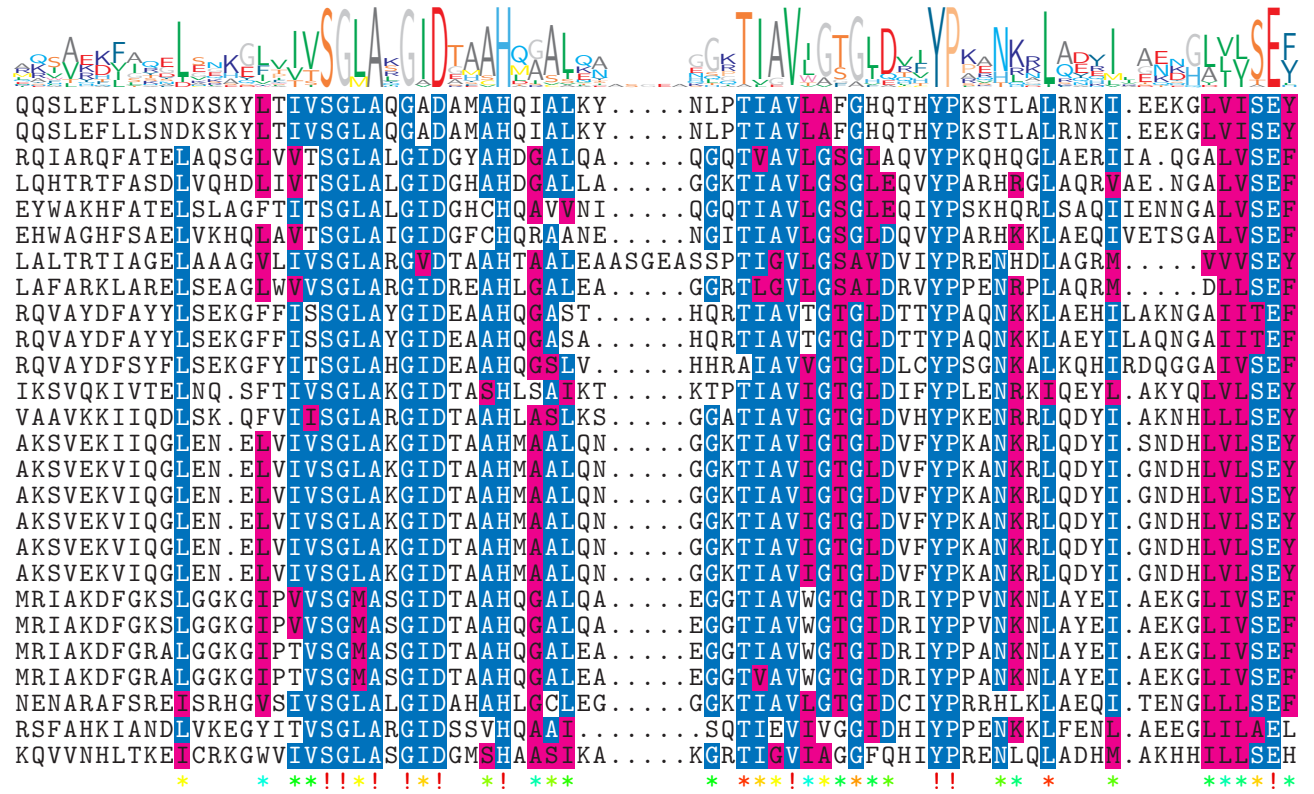 QQSLEFLLSNDKSKYLTIVSGLAQGADAMAHQIALKY.....NLPTIAVLAFGHQTHYPKSTLALRNKI.EEKGLVISEY
QQSLEFLLSNDKSKYLTIVSGLAQGADAMAHQIALKY.....NLPTIAVLAFGHQTHYPKSTLALRNKI.EEKGLVISEY
RQIARQFATELAQSGLVVTSGLALGIDGYAHDGALQA.....QGQTVAVLGSGLAQVYPKQHQGLAERIIA.QGALVSEF
LQHTRTFASDLVQHDLIVTSGLALGIDGHAHDGALLA.....GGKTIAVLGSGLEQVYPARHRGLAQRVAE.NGALVSEF
EYWAKHFATELSLAGFTITSGLALGIDGHCHQAVVNI.....QGQTIAVLGSGLEQIYPSKHQRLSAQIIENNGALVSEF
EHWAGHFSAELVKHQLAVTSGLAIGIDGFCHQRAANE.....NGITIAVLGSGLDQVYPARHKKLAEQIVETSGALVSEF
LALTRTIAGELAAAGVLIVSGLARGVDTAAHTAALEAASGEASSPTIGVLGSAVDVIYPRENHDLAGRM.....VVVSEY
LAFARKLARELSEAGLWVVSGLARGIDREAHLGALEA.....GGRTLGVLGSALDRVYPPENRPLAQRM.....DLLSEF
RQVAYDFAYYLSEKGFFISSGLAYGIDEAAHQGAST......HQRTIAVTGTGLDTTYPAQNKKLAEHILAKNGAIITEF
RQVAYDFAYYLSEKGFFISSGLAYGIDEAAHQGASA......HQRTIAVTGTGLDTTYPAQNKKLAEYILAQNGAIITEF
RQVAYDFSYFLSEKGFYITSGLAHGIDEAAHQGSLV......HHRAIAVVGTGLDLCYPSGNKALKQHIRDQGGAIVSEF
IKSVQKIVTELNQ.SFTIVSGLAKGIDTASHLSAIKT.....KTPTIAVIGTGLDIFYPLENRKIQEYL.AKYQLVLSEY
VAAVKKIIQDLSK.QFVIISGLARGIDTAAHLASLKS.....GGATIAVIGTGLDVHYPKENRRLQDYI.AKNHLLLSEY
AKSVEKIIQGLEN.ELVIVSGLAKGIDTAAHMAALQN.....GGKTIAVIGTGLDVFYPKANKRLQDYI.SNDHLVLSEY
AKSVEKVIQGLEN.ELVIVSGLAKGIDTAAHMAALQN.....GGKTIAVIGTGLDVFYPKANKRLQDYI.GNDHLVLSEY
AKSVEKVIQGLEN.ELVIVSGLAKGIDTAAHMAALQN.....GGKTIAVIGTGLDVFYPKANKRLQDYI.GNDHLVLSEY
AKSVEKVIQGLEN.ELVIVSGLAKGIDTAAHMAALQN.....GGKTIAVIGTGLDVFYPKANKRLQDYI.GNDHLVLSEY
AKSVEKVIQGLEN.ELVIVSGLAKGIDTAAHMAALQN.....GGKTIAVIGTGLDVFYPKANKRLQDYI.GNDHLVLSEY
AKSVEKVIQGLEN.ELVIVSGLAKGIDTAAHMAALQN.....GGKTIAVIGTGLDVFYPKANKRLQDYI.GNDHLVLSEY
MRIAKDFGKSLGGKGIPVVSGMASGIDTAAHQGALQA.....EGGTIAVWGTGIDRIYPPVNKNLAYEI.AEKGLIVSEF
MRIAKDFGKSLGGKGIPVVSGMASGIDTAAHQGALQA.....EGGTIAVWGTGIDRIYPPVNKNLAYEI.AEKGLIVSEF
MRIAKDFGRALGGKGIPTVSGMASGIDTAAHQGALEA.....EGGTIAVWGTGIDRIYPPANKNLAYEI.AEKGLIVSEF
MRIAKDFGRALGGKGIPTVSGMASGIDTAAHQGALEA.....EGGTVAVWGTGIDRIYPPANKNLAYEI.AEKGLIVSEF
NENARAFSREISRHGVSIVSGLALGIDAHAHLGCLEG.....GGKTIAVLGTGIDCIYPRRHLKLAEQI.TENGLLLSEF
RSFAHKIANDLVKEGYITVSGLARGIDSSVHQAAI.......SQTIEVIVGGIDHIYPPENKKLFENL.AEEGLILAEL
KQVVNHLTKEICRKGWVIVSGLASGIDGMSHAASIKA.....KGRTIGVIAGGFQHIYPRENLQLADHM.AKHHILLSEH
* * **!!*! !*! *! *** * ***!****** !! ** * * ****!*